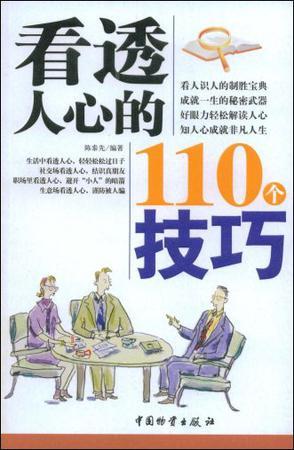 看透
人心的
110个
技巧
看人识人的制胜宝典
成就一生的秘密武器
好眼力轻松解读人心
知人心成就非凡人生
陈泰先/编著
生活中看透人心,轻轻松松过日子
社交场看透人心,结识真朋友
职场里看透人心,避开“小人”的暗箭
生意场看透人心,谨防被人骗
中国物资出版社